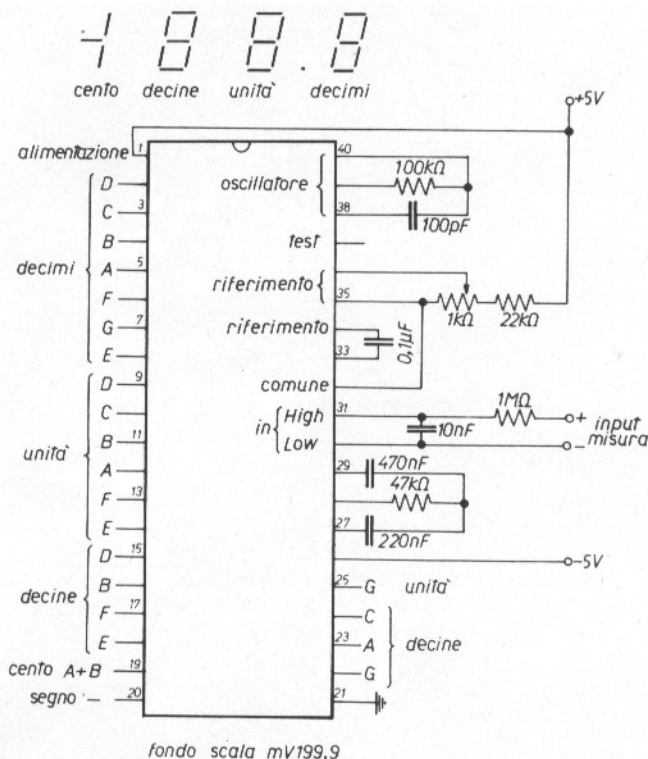 cento decine unità decimi
+5V
alimentazione 1 40
100kΩ
oscillatore
D
C 3 38 100pF
B test
decimi A 5
riferimento
F 35
1kΩ 22kΩ
G 7 riferimento
E 33 0,1µF
D 9 comune
C in High 31 1MΩ + input
10nF
B 11 Low - misura
unità A 29 470nF
F 13 47kΩ
E 27 220nF
D 15 -5V
B 25 G unità
decine F 17 C
E 23 A decine
cento A+B 19 G
segno - 20 21
fondo scala mV199,9